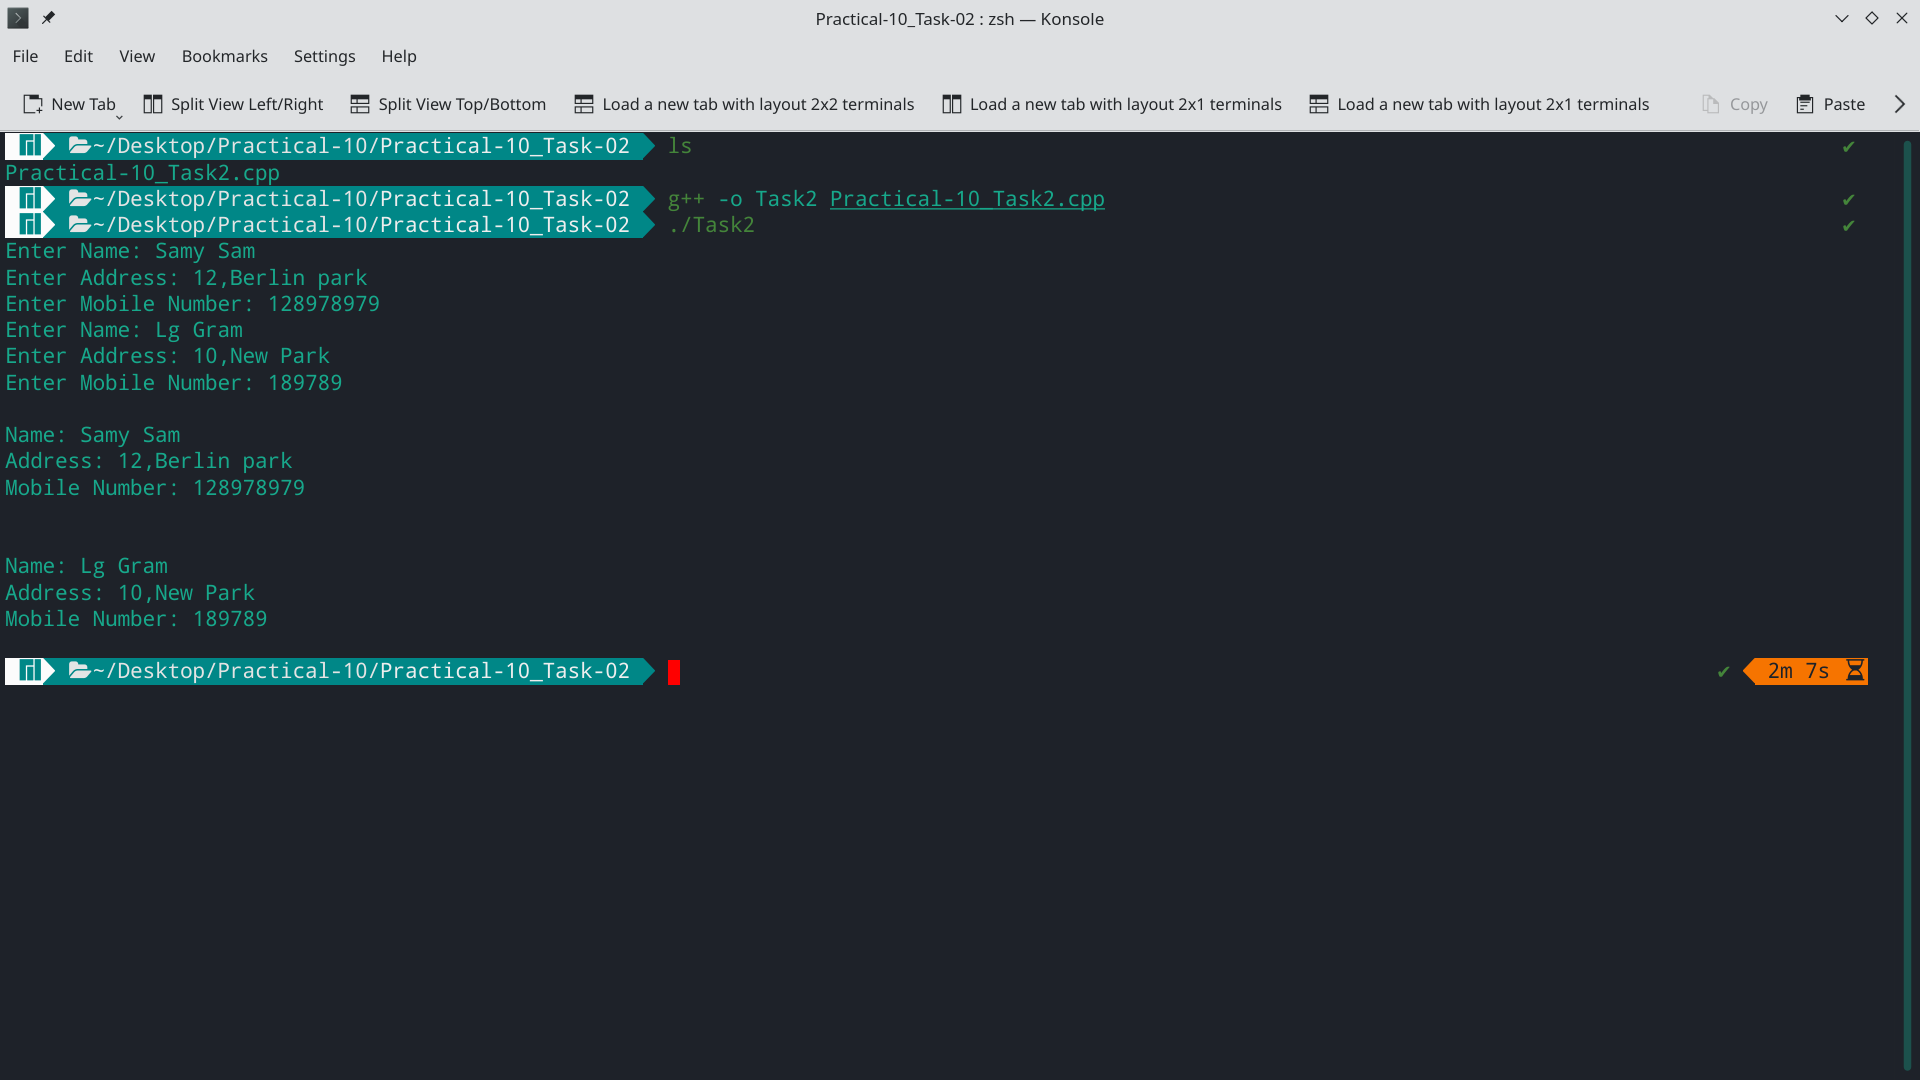 Practical-10_Task-02 : zsh — Konsole
File Edit View Bookmarks Settings Help
New Tab Split View Left/Right Split View Top/Bottom Load a new tab with layout 2x2 terminals Load a new tab with layout 2x1 terminals Load a new tab with layout 2x1 terminals Copy Paste
~/Desktop/Practical-10/Practical-10_Task-02 ls ✔
Practical-10_Task2.cpp
~/Desktop/Practical-10/Practical-10_Task-02 g++ -o Task2 Practical-10_Task2.cpp ✔
~/Desktop/Practical-10/Practical-10_Task-02 ./Task2 ✔
Enter Name: Samy Sam
Enter Address: 12,Berlin park
Enter Mobile Number: 128978979
Enter Name: Lg Gram
Enter Address: 10,New Park
Enter Mobile Number: 189789
Name: Samy Sam
Address: 12,Berlin park
Mobile Number: 128978979
Name: Lg Gram
Address: 10,New Park
Mobile Number: 189789
~/Desktop/Practical-10/Practical-10_Task-02 ✔ 2m 7s